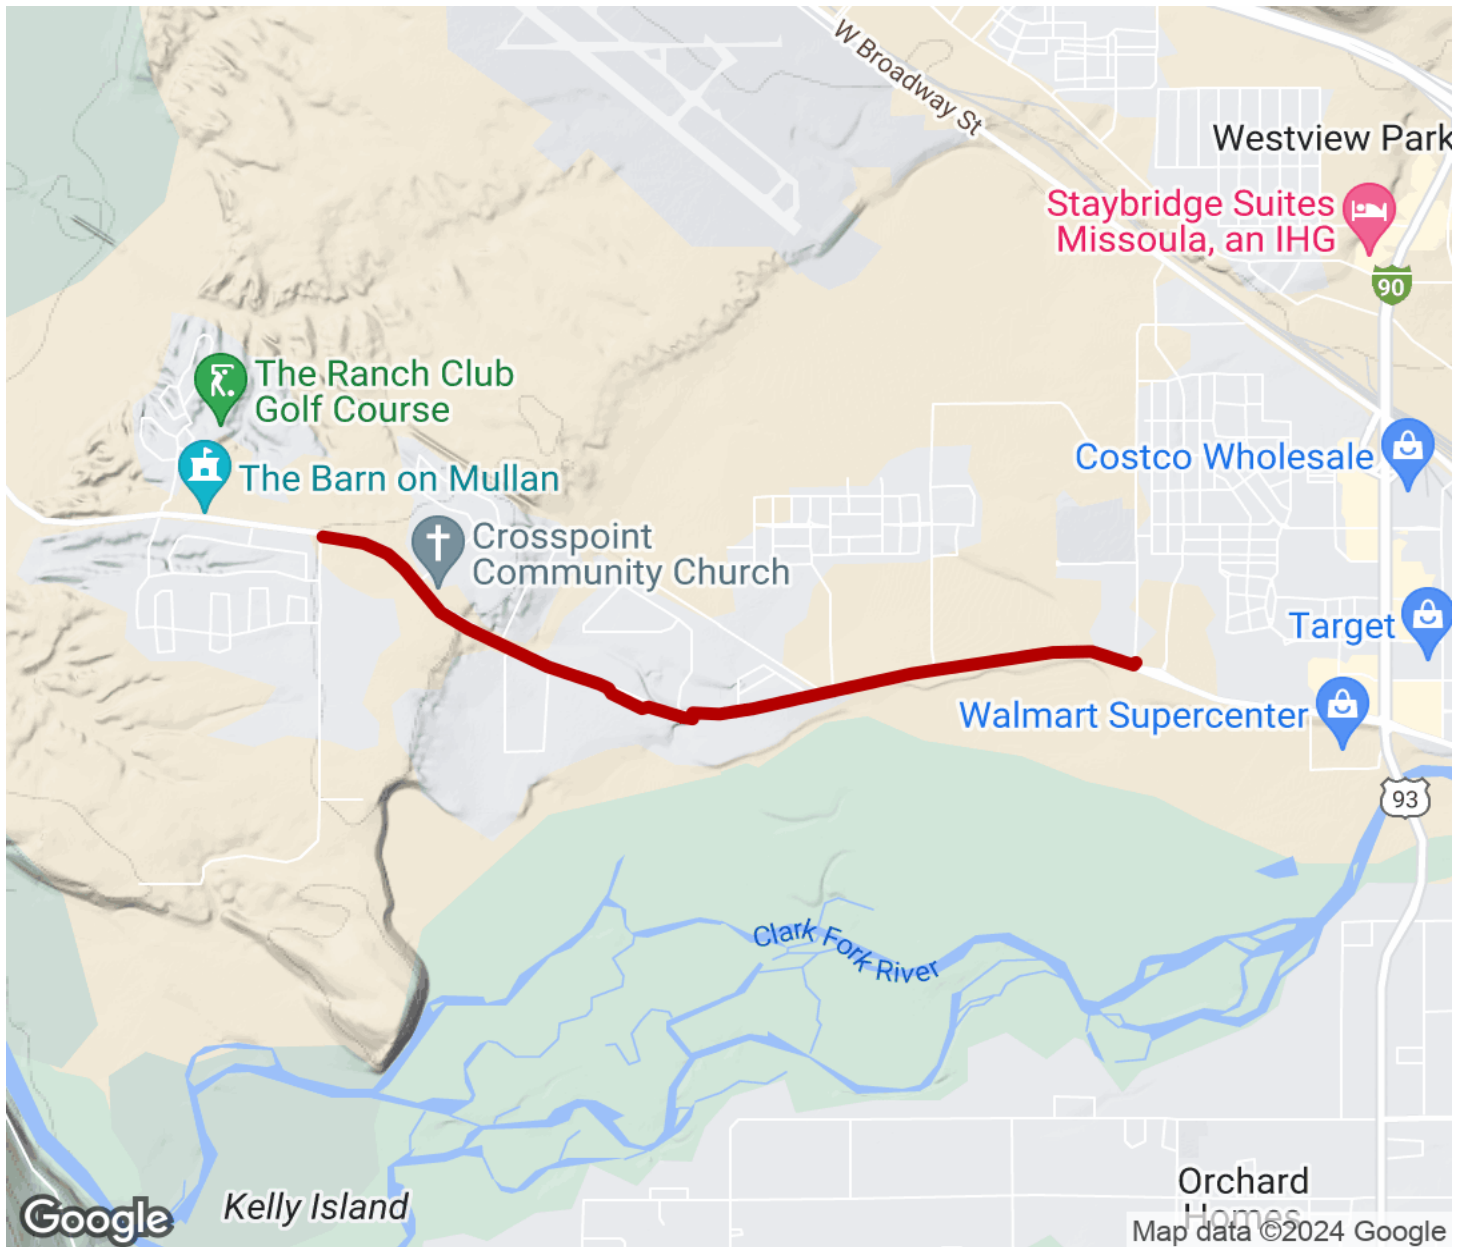 W Broadway St
Westview Park
Staybridge Suites
Missoula, an IHG
90
The Ranch Club
Golf Course
Costco Wholesale
The Barn on Mullan
Crosspoint
Community Church
Target
Walmart Supercenter
93
Clark Fork River
Orchard
Homes
Kelly Island
Google
Map data ©2024 Google